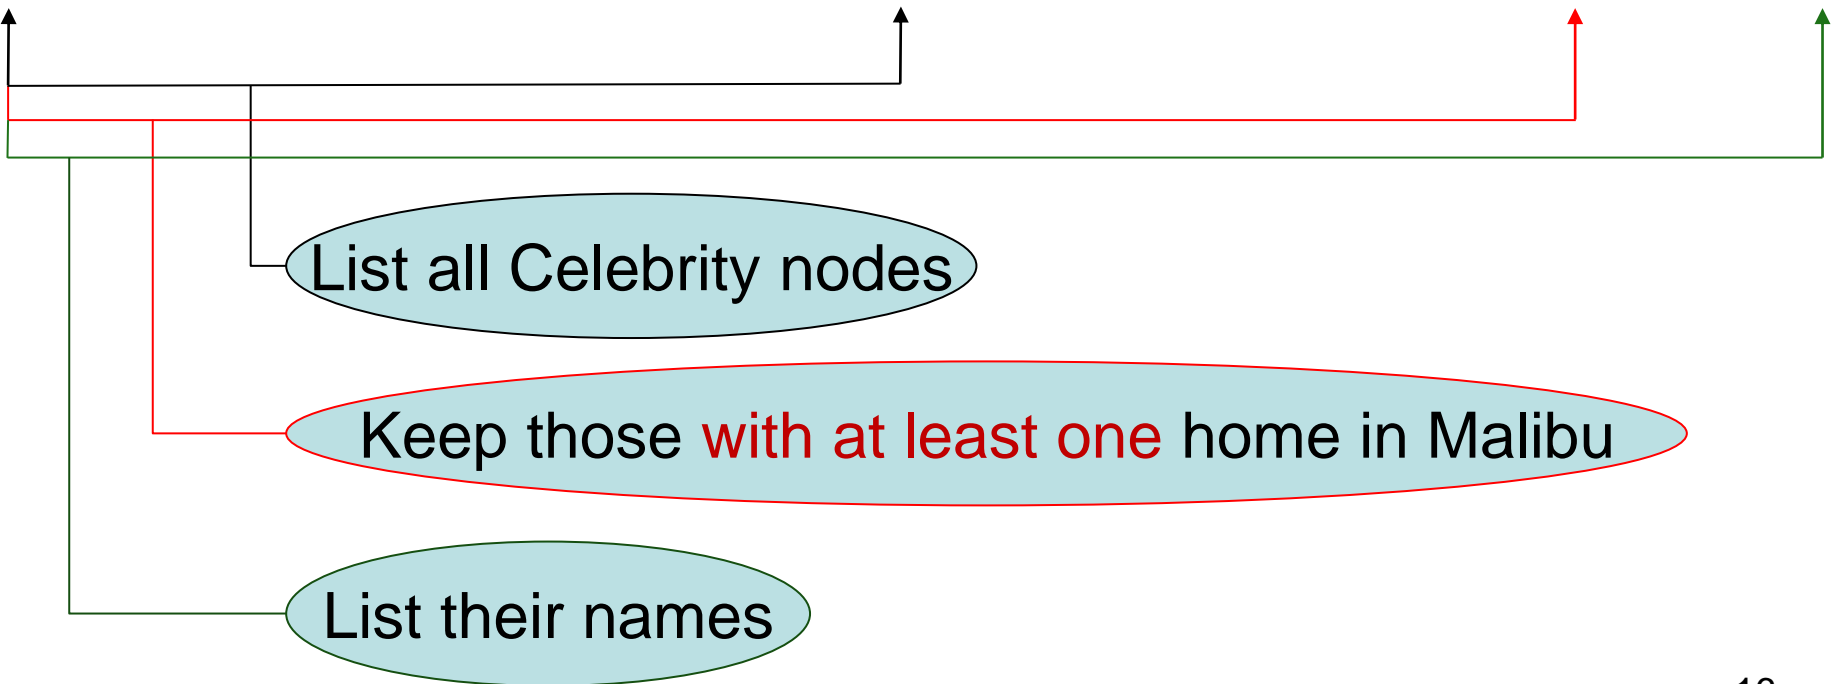 List all Celebrity nodes
Keep those with at least one home in Malibu
List their names